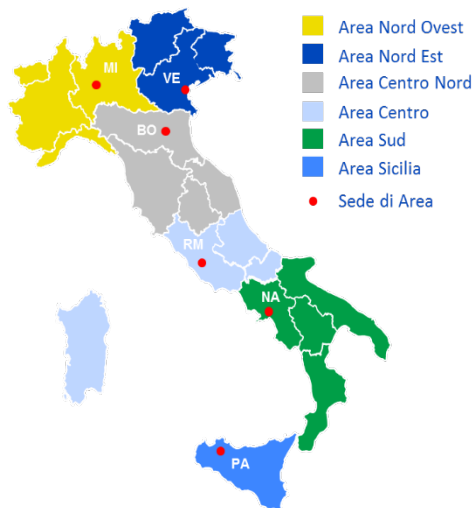 Area Nord Ovest
Area Nord Est
Area Centro Nord
Area Centro
Area Sud
Area Sicilia
Sede di Area
MI
VE
BO
RM
NA
PA